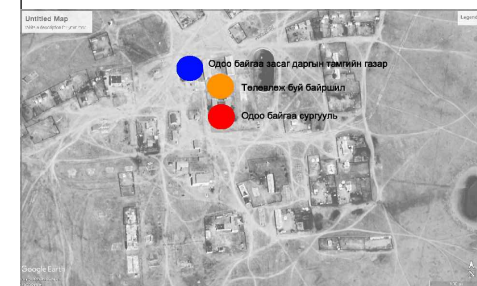 Untitled Map
Legend
Одоо байгаа засаг даргын тамгийн газар
Төлөвлөж буй байршил
Одоо байгаа сургууль
Google Earth